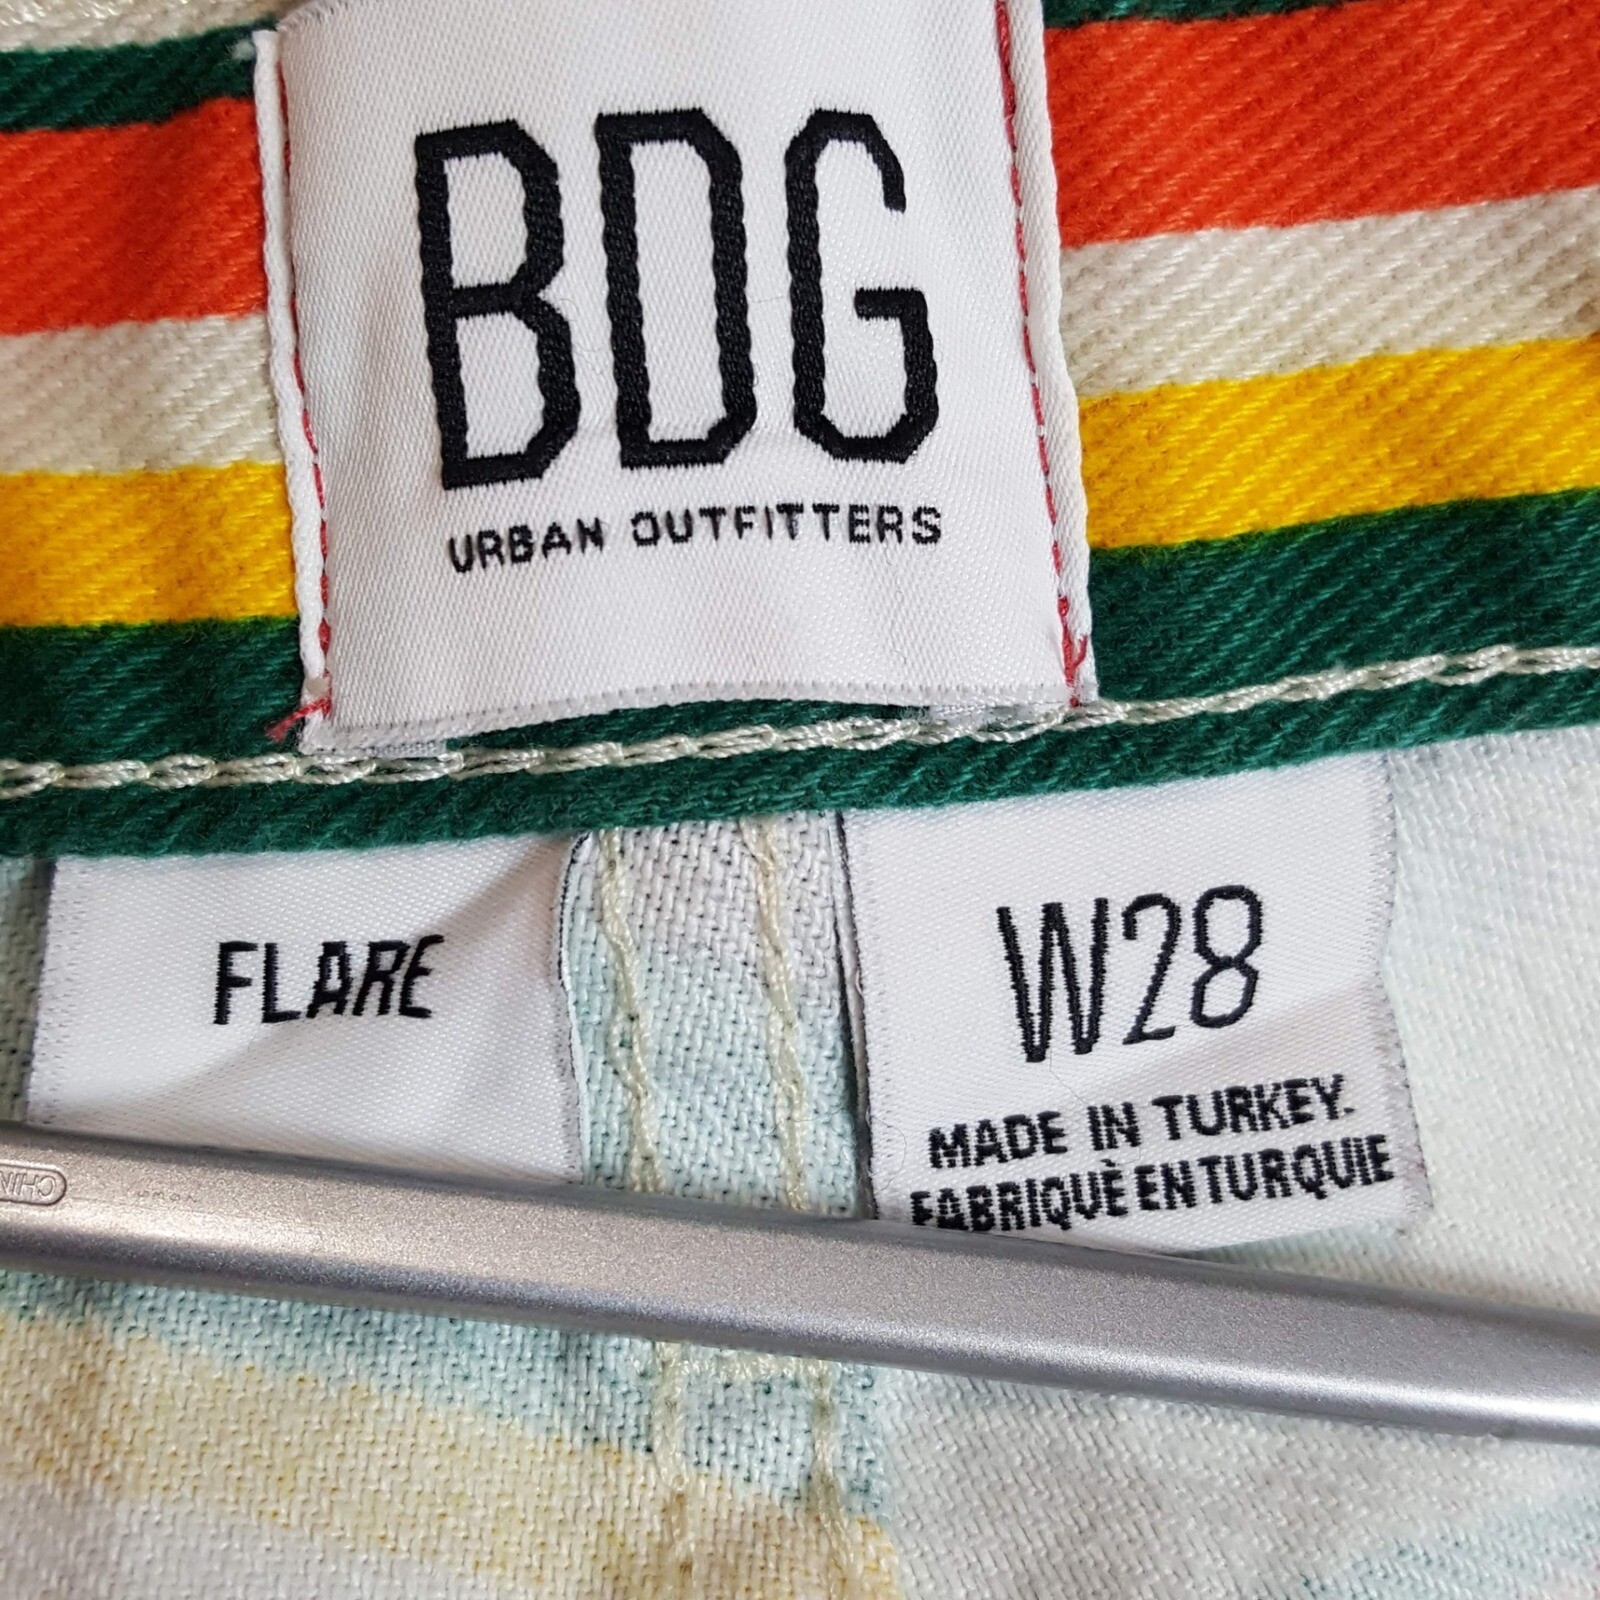 BDG
URBAN OUTFITTERS
FLARE
W28
MADE IN TURKEY.
FABRIQUÈ EN TURQUIE